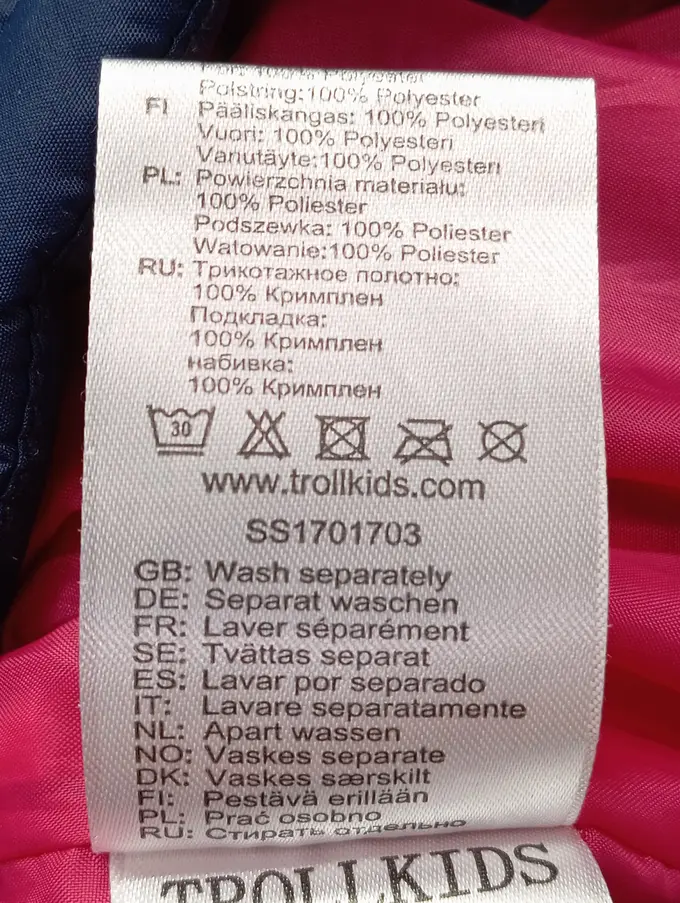 100% Polyester
Polstring:100% Polyester
FI Pääliskangas: 100% Polyesteri
Vuori: 100% Polyesteri
Vanutäyte:100% Polyesteri
PL: Powierzchnia materiału:
100% Poliester
Podszewka: 100% Poliester
Watowanie:100% Poliester
RU: Трикотажное полотно:
100% Кримплен
Подкладка:
100% Кримплен
набивка:
100% Кримплен
30
www.trollkids.com
SS1701703
GB: Wash separately
DE: Separat waschen
FR: Laver séparément
SE: Tvättas separat
ES: Lavar por separado
IT: Lavare separatamente
NL: Apart wassen
NO: Vaskes separate
DK: Vaskes særskilt
FI: Pestävä erillään
PL: Prać osobno
RU: Стирать отдельно
TROLLKIDS